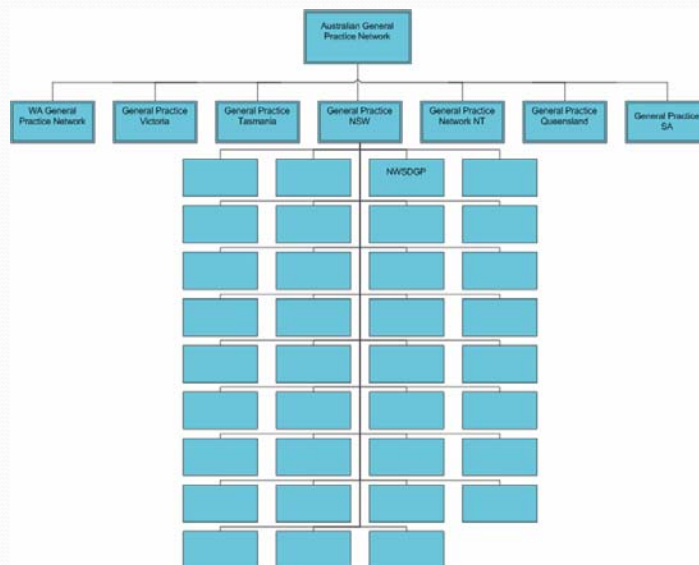 Australian General
Practice Network
WA General
Practice Network
General Practice
Victoria
General Practice
Tasmania
General Practice
NSW
General Practice
Network NT
General Practice
Queensland
General Practice
SA
NWSDGP